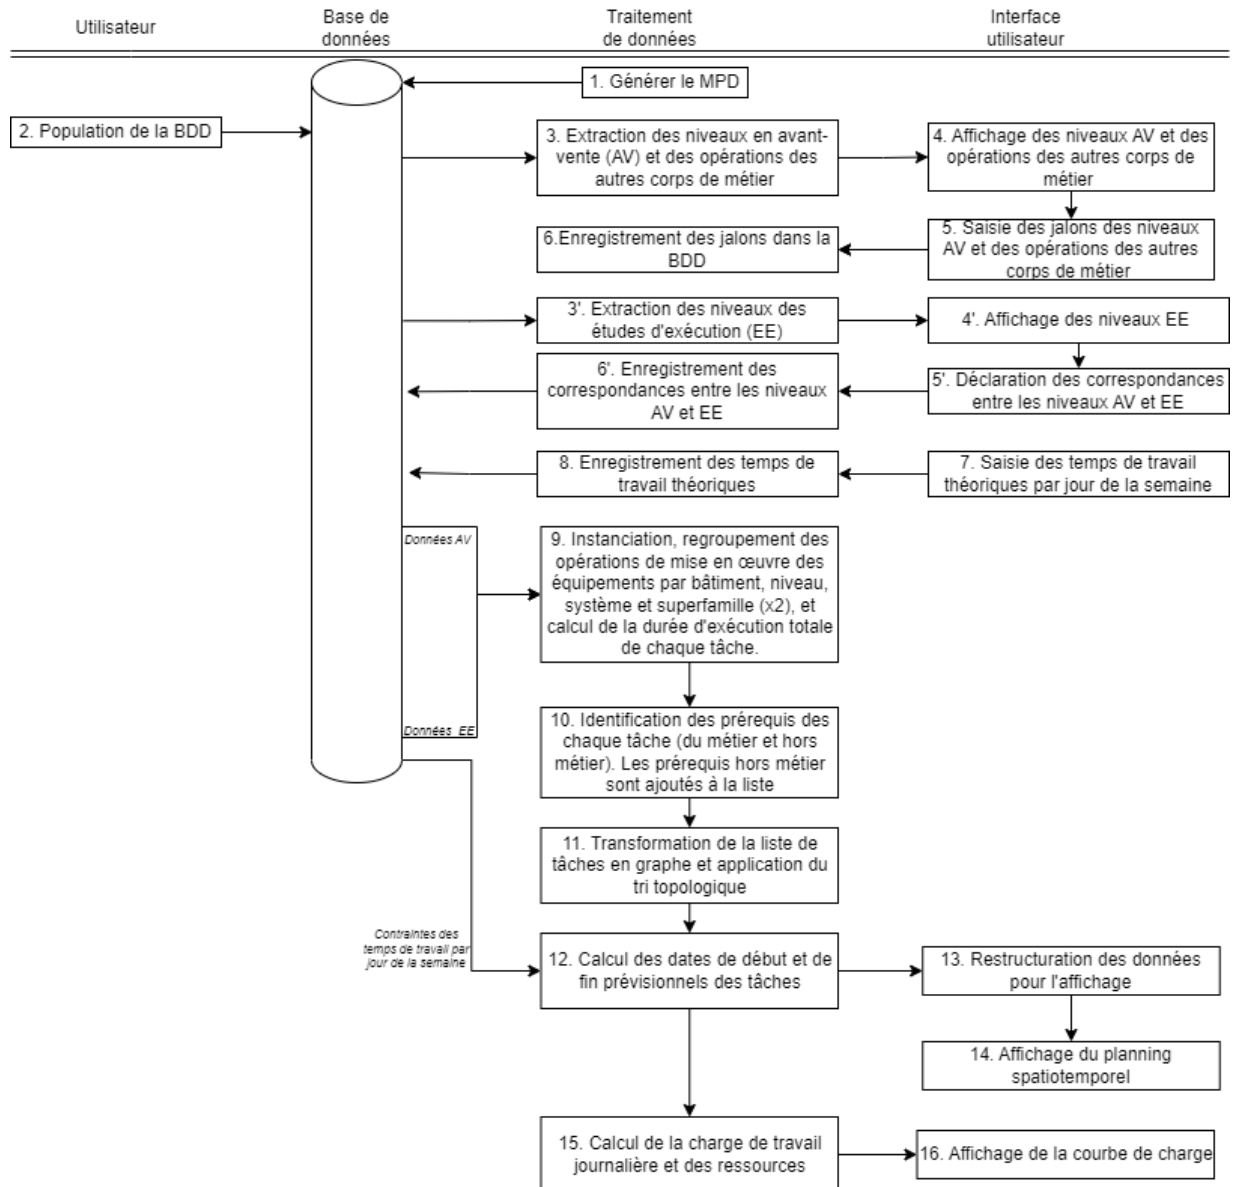 Utilisateur
Base de
données
Traitement
de données
Interface
utilisateur
1. Générer le MPD
2. Population de la BDD
3. Extraction des niveaux en avant-
vente (AV) et des opérations des
autres corps de métier
4. Affichage des niveaux AV et des
opérations des autres corps de
métier
5. Saisie des jalons des niveaux
AV et des opérations des autres
corps de métier
6.Enregistrement des jalons dans la
BDD
3'. Extraction des niveaux des
études d'exécution (EE)
4'. Affichage des niveaux EE
6'. Enregistrement des
correspondances entre les niveaux
AV et EE
5'. Déclaration des correspondances
entre les niveaux AV et EE
8. Enregistrement des temps de
travail théoriques
7. Saisie des temps de travail
théoriques par jour de la semaine
Données AV
9. Instanciation, regroupement des
opérations de mise en œuvre des
équipements par bâtiment, niveau,
système et superfamille (x2), et
calcul de la durée d'exécution totale
de chaque tâche.
Données EE
10. Identification des prérequis des
chaque tâche (du métier et hors
métier). Les prérequis hors métier
sont ajoutés à la liste
11. Transformation de la liste de
tâches en graphe et application du
tri topologique
Contraintes des
temps de travail par
jour de la semaine
12. Calcul des dates de début et de
fin prévisionnels des tâches
13. Restructuration des données
pour l'affichage
14. Affichage du planning
spatiotemporel
15. Calcul de la charge de travail
journalière et des ressources
16. Affichage de la courbe de charge